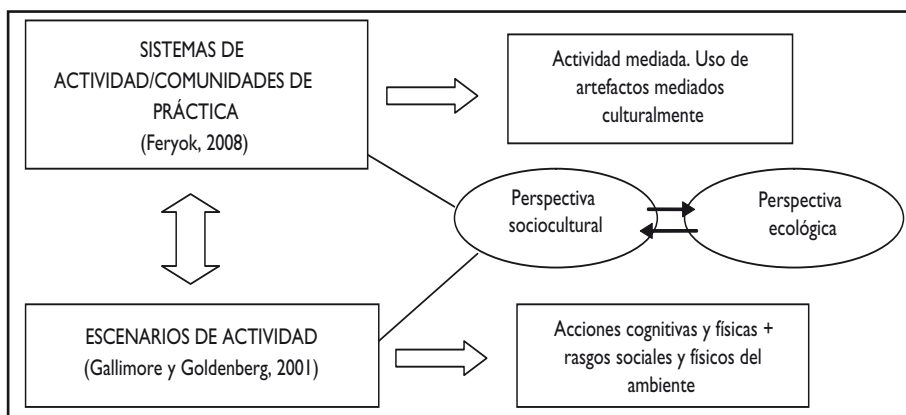 SISTEMAS DE
ACTIVIDAD/COMUNIDADES DE
PRÁCTICA
(Feryok, 2008)
Actividad mediada. Uso de
artefactos mediados
culturalmente
Perspectiva
sociocultural
Perspectiva
ecológica
ESCENARIOS DE ACTIVIDAD
(Gallimore y Goldenberg, 2001)
Acciones cognitivas y físicas +
rasgos sociales y físicos del
ambiente